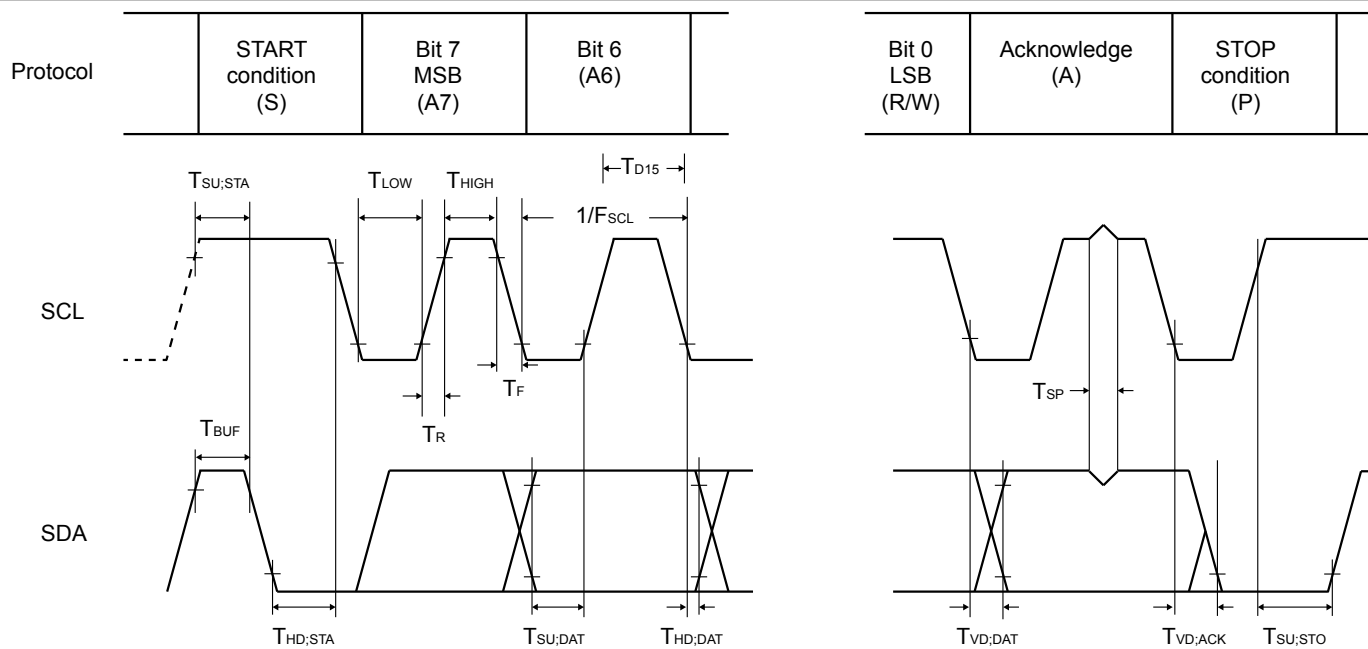 Protocol
START
condition
(S)
Bit 7
MSB
(A7)
Bit 6
(A6)
Bit 0
LSB
(R/W)
Acknowledge
(A)
STOP
condition
(P)
TSU;STA
TLOW
THIGH
TD15
1/FSCL
SCL
TF
TR
TSP
TBUF
SDA
THD;STA
TSU;DAT
THD;DAT
TVD;DAT
TVD;ACK
TSU;STO